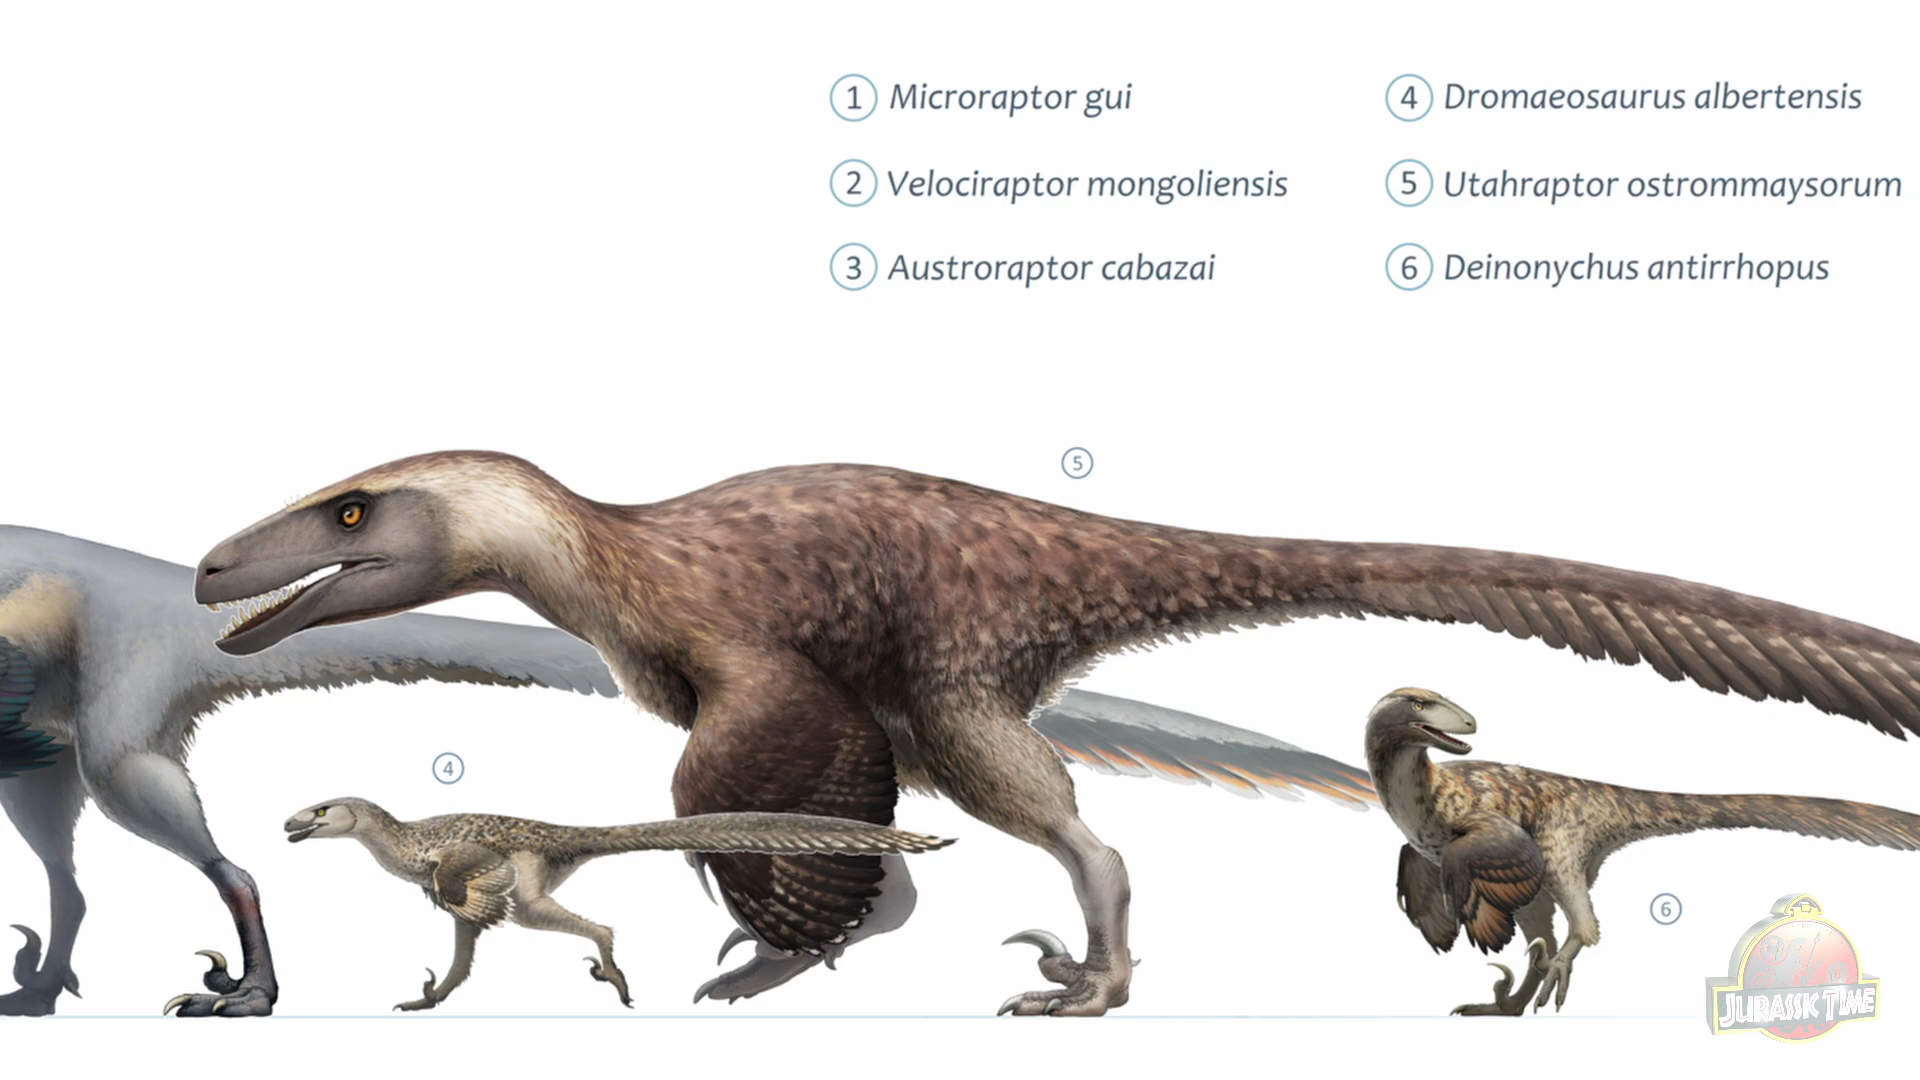 1 Microraptor gui
2 Velociraptor mongoliensis
3 Austroraptor cabazai
4 Dromaeosaurus albertensis
5 Utahraptor ostrommaysorum
6 Deinonychus antirrhopus
5
4
6
JURASSIK TIME